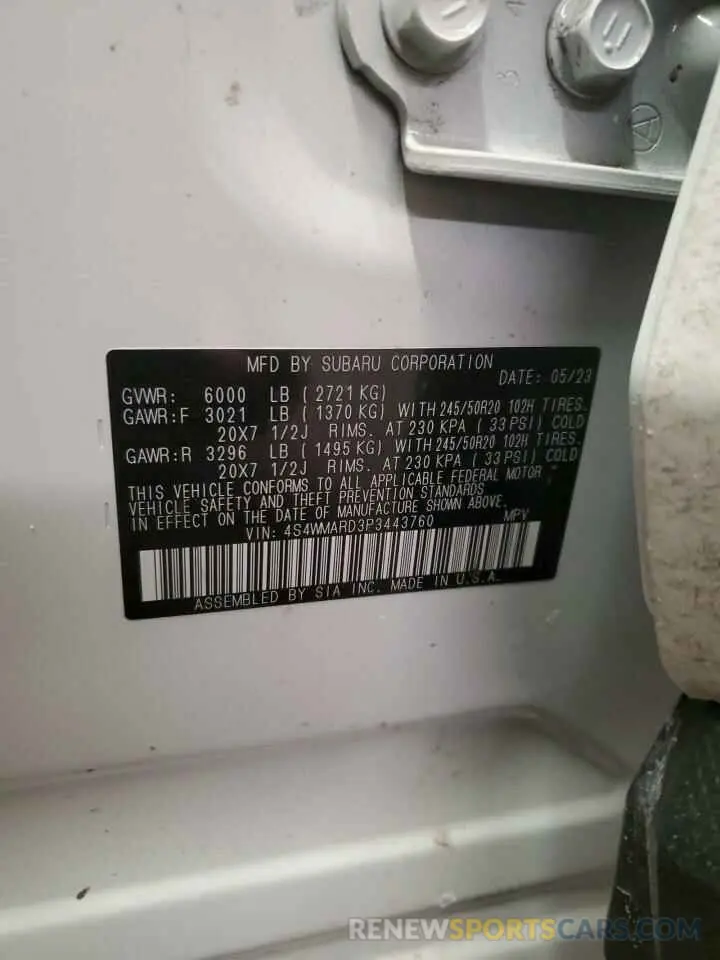 3 4
A
MFD BY SUBARU CORPORATION
DATE: 05/23
GVWR: 6000 LB ( 2721 KG)
GAWR:F 3021 LB ( 1370 KG) WITH 245/50R20 102H TIRES.
20X7 1/2J RIMS. AT 230 KPA ( 33 PSI) COLD
GAWR:R 3296 LB ( 1495 KG) WITH 245/50R20 102H TIRES.
20X7 1/2J RIMS. AT 230 KPA ( 33 PSI) COLD
THIS VEHICLE CONFORMS TO ALL APPLICABLE FEDERAL MOTOR
VEHICLE SAFETY AND THEFT PREVENTION STANDARDS
IN EFFECT ON THE DATE OF MANUFACTURE SHOWN ABOVE.
VIN: 4S4WMARD3P3443760 MPV
ASSEMBLED BY SIA INC. MADE IN U.S.A.
RENEWSPORTSCARS.COM